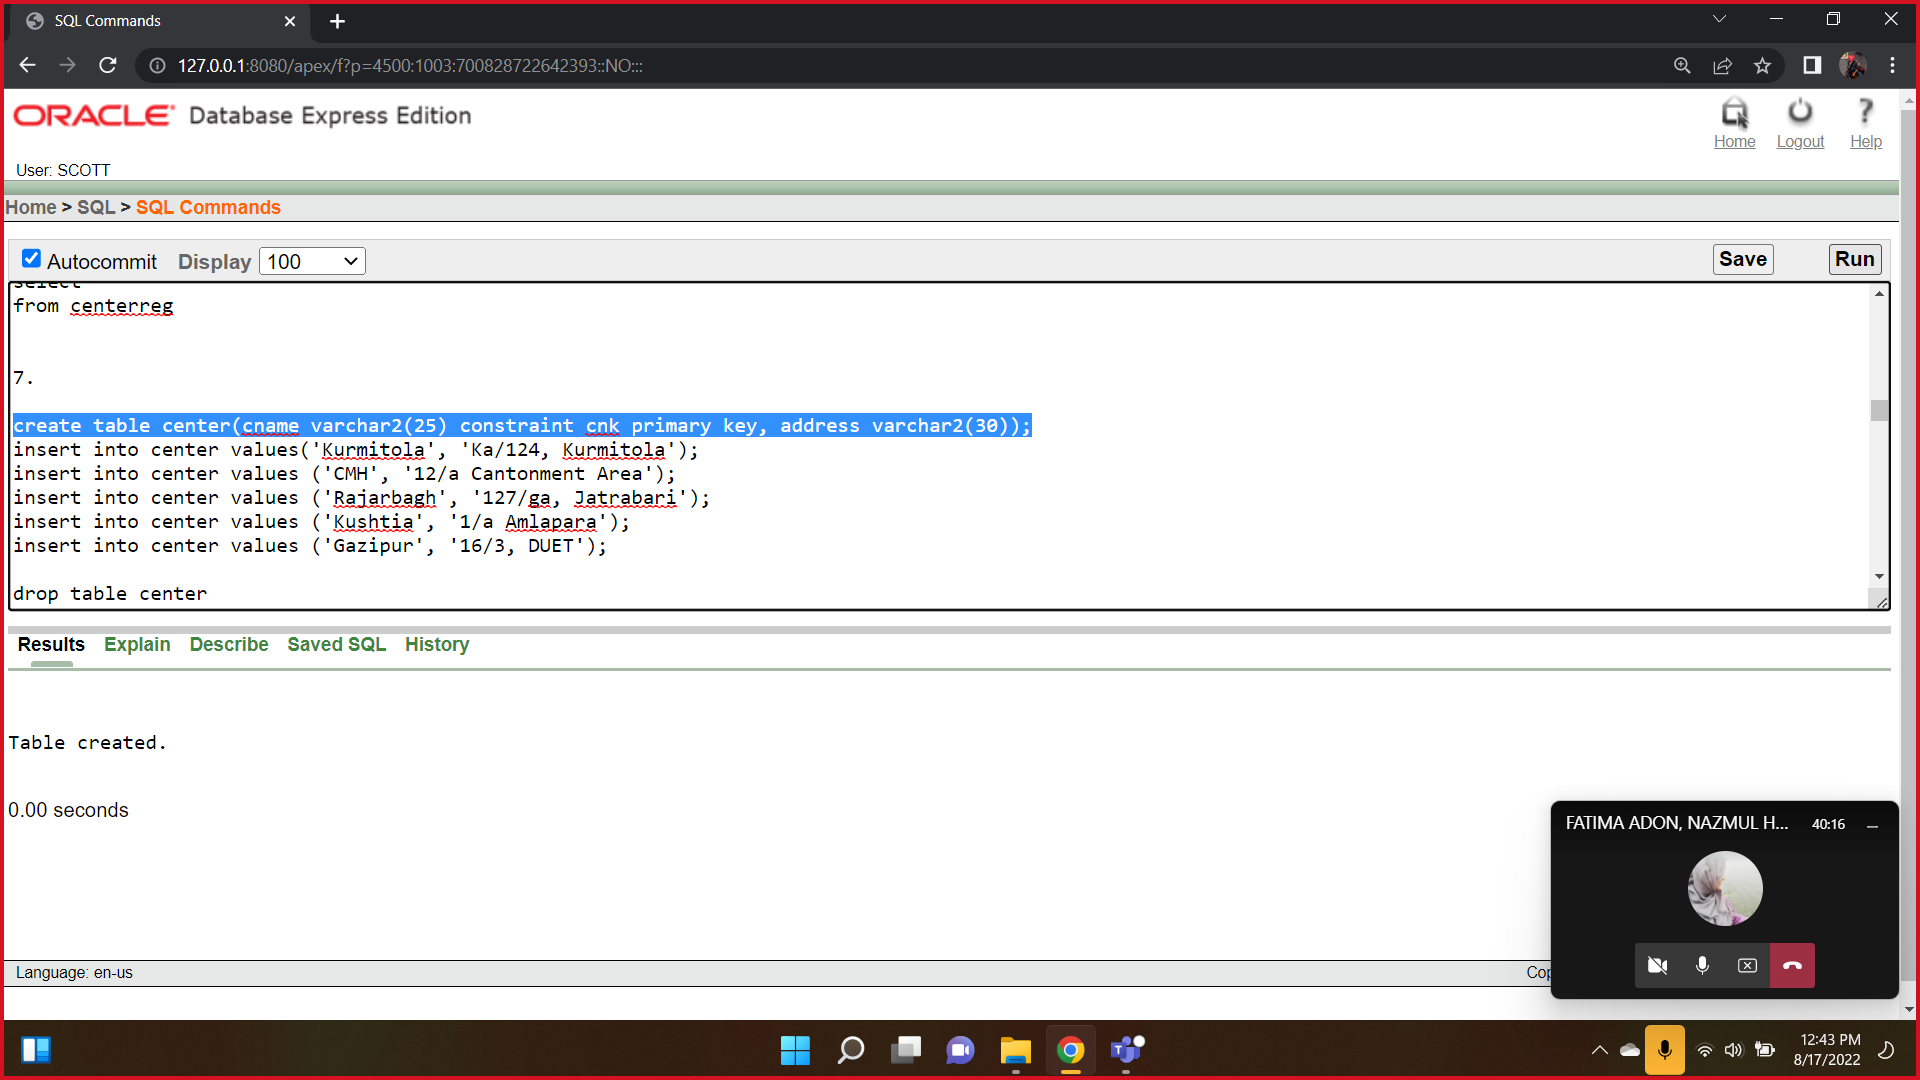 SQL Commands
127.0.0.1:8080/apex/f?p=4500:1003:700828722642393::NO:::
ORACLE Database Express Edition
Home Logout Help
User: SCOTT
Home > SQL > SQL Commands
Autocommit Display 100 Save Run
select
from centerreg
7.
create table center(cname varchar2(25) constraint cnk primary key, address varchar2(30));
insert into center values('Kurmitola', 'Ka/124, Kurmitola');
insert into center values ('CMH', '12/a Cantonment Area');
insert into center values ('Rajarbagh', '127/ga, Jatrabari');
insert into center values ('Kushtia', '1/a Amlapara');
insert into center values ('Gazipur', '16/3, DUET');
drop table center
Results Explain Describe Saved SQL History
Table created.
0.00 seconds
FATIMA ADON, NAZMUL H... 40:16
Language: en-us Cop
12:43 PM
8/17/2022